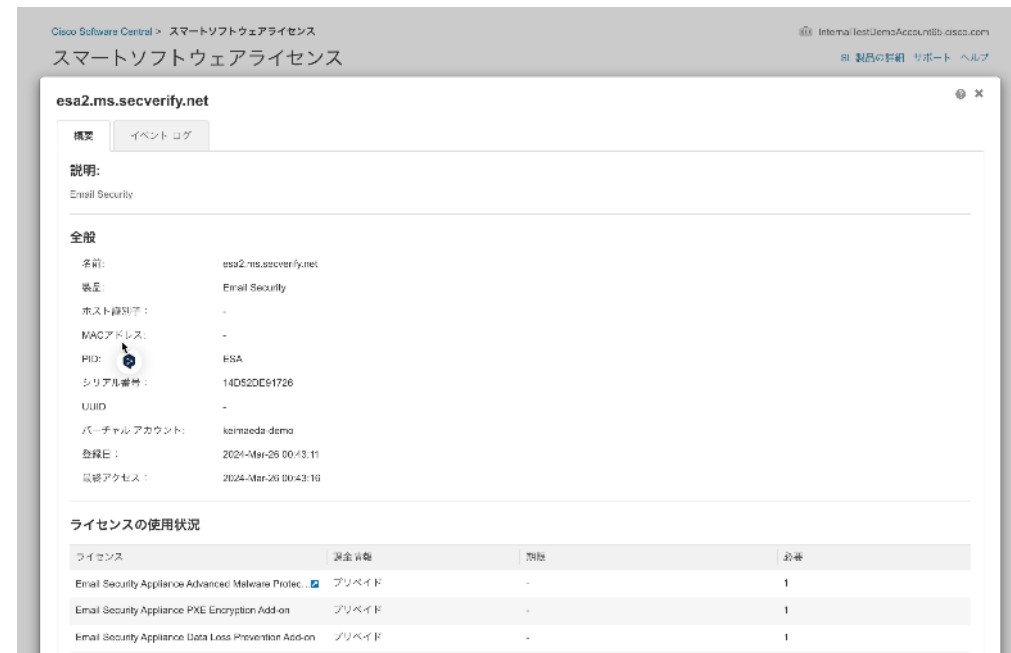 Cisco Software Central > スマートソフトウェアライセンス
InternalTestDemoAccount85.cisco.com
スマートソフトウェアライセンス
製品の詳細 サポート ヘルプ
esa2.ms.secverify.net
概要 イベント ログ
説明:
Email Security
全般
名前: esa2.ms.secverify.net
製品: Email Security
ホスト識別子： -
MACアドレス: -
PID: ESA
シリアル番号： 14D52DE91726
UUID -
バーチャル アカウント: keimaeda-demo
登録日： 2024-Mar-26 00:43:11
最終アクセス： 2024-Mar-26 00:43:16
ライセンスの使用状況
ライセンス 課金情報 期限 必要
Email Security Appliance Advanced Malware Protec... プリペイド - 1
Email Security Appliance PXE Encryption Add-on プリペイド - 1
Email Security Appliance Data Loss Prevention Add-on プリペイド - 1